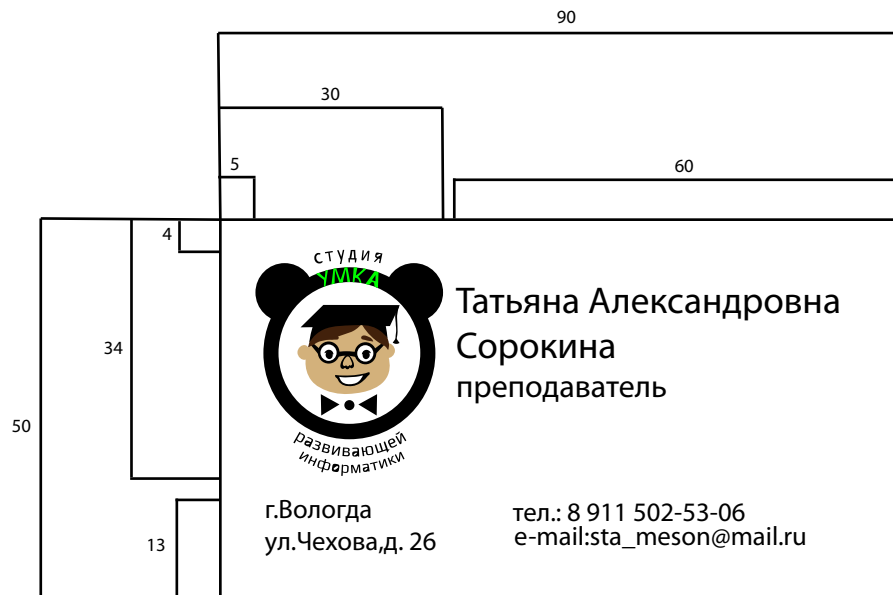 90
30
5
60
4
34
50
13
студия
УМКА
развивающей
информатики
Татьяна Александровна
Сорокина
преподаватель
г.Вологда
ул.Чехова,д. 26
тел.: 8 911 502-53-06
e-mail:sta_meson@mail.ru